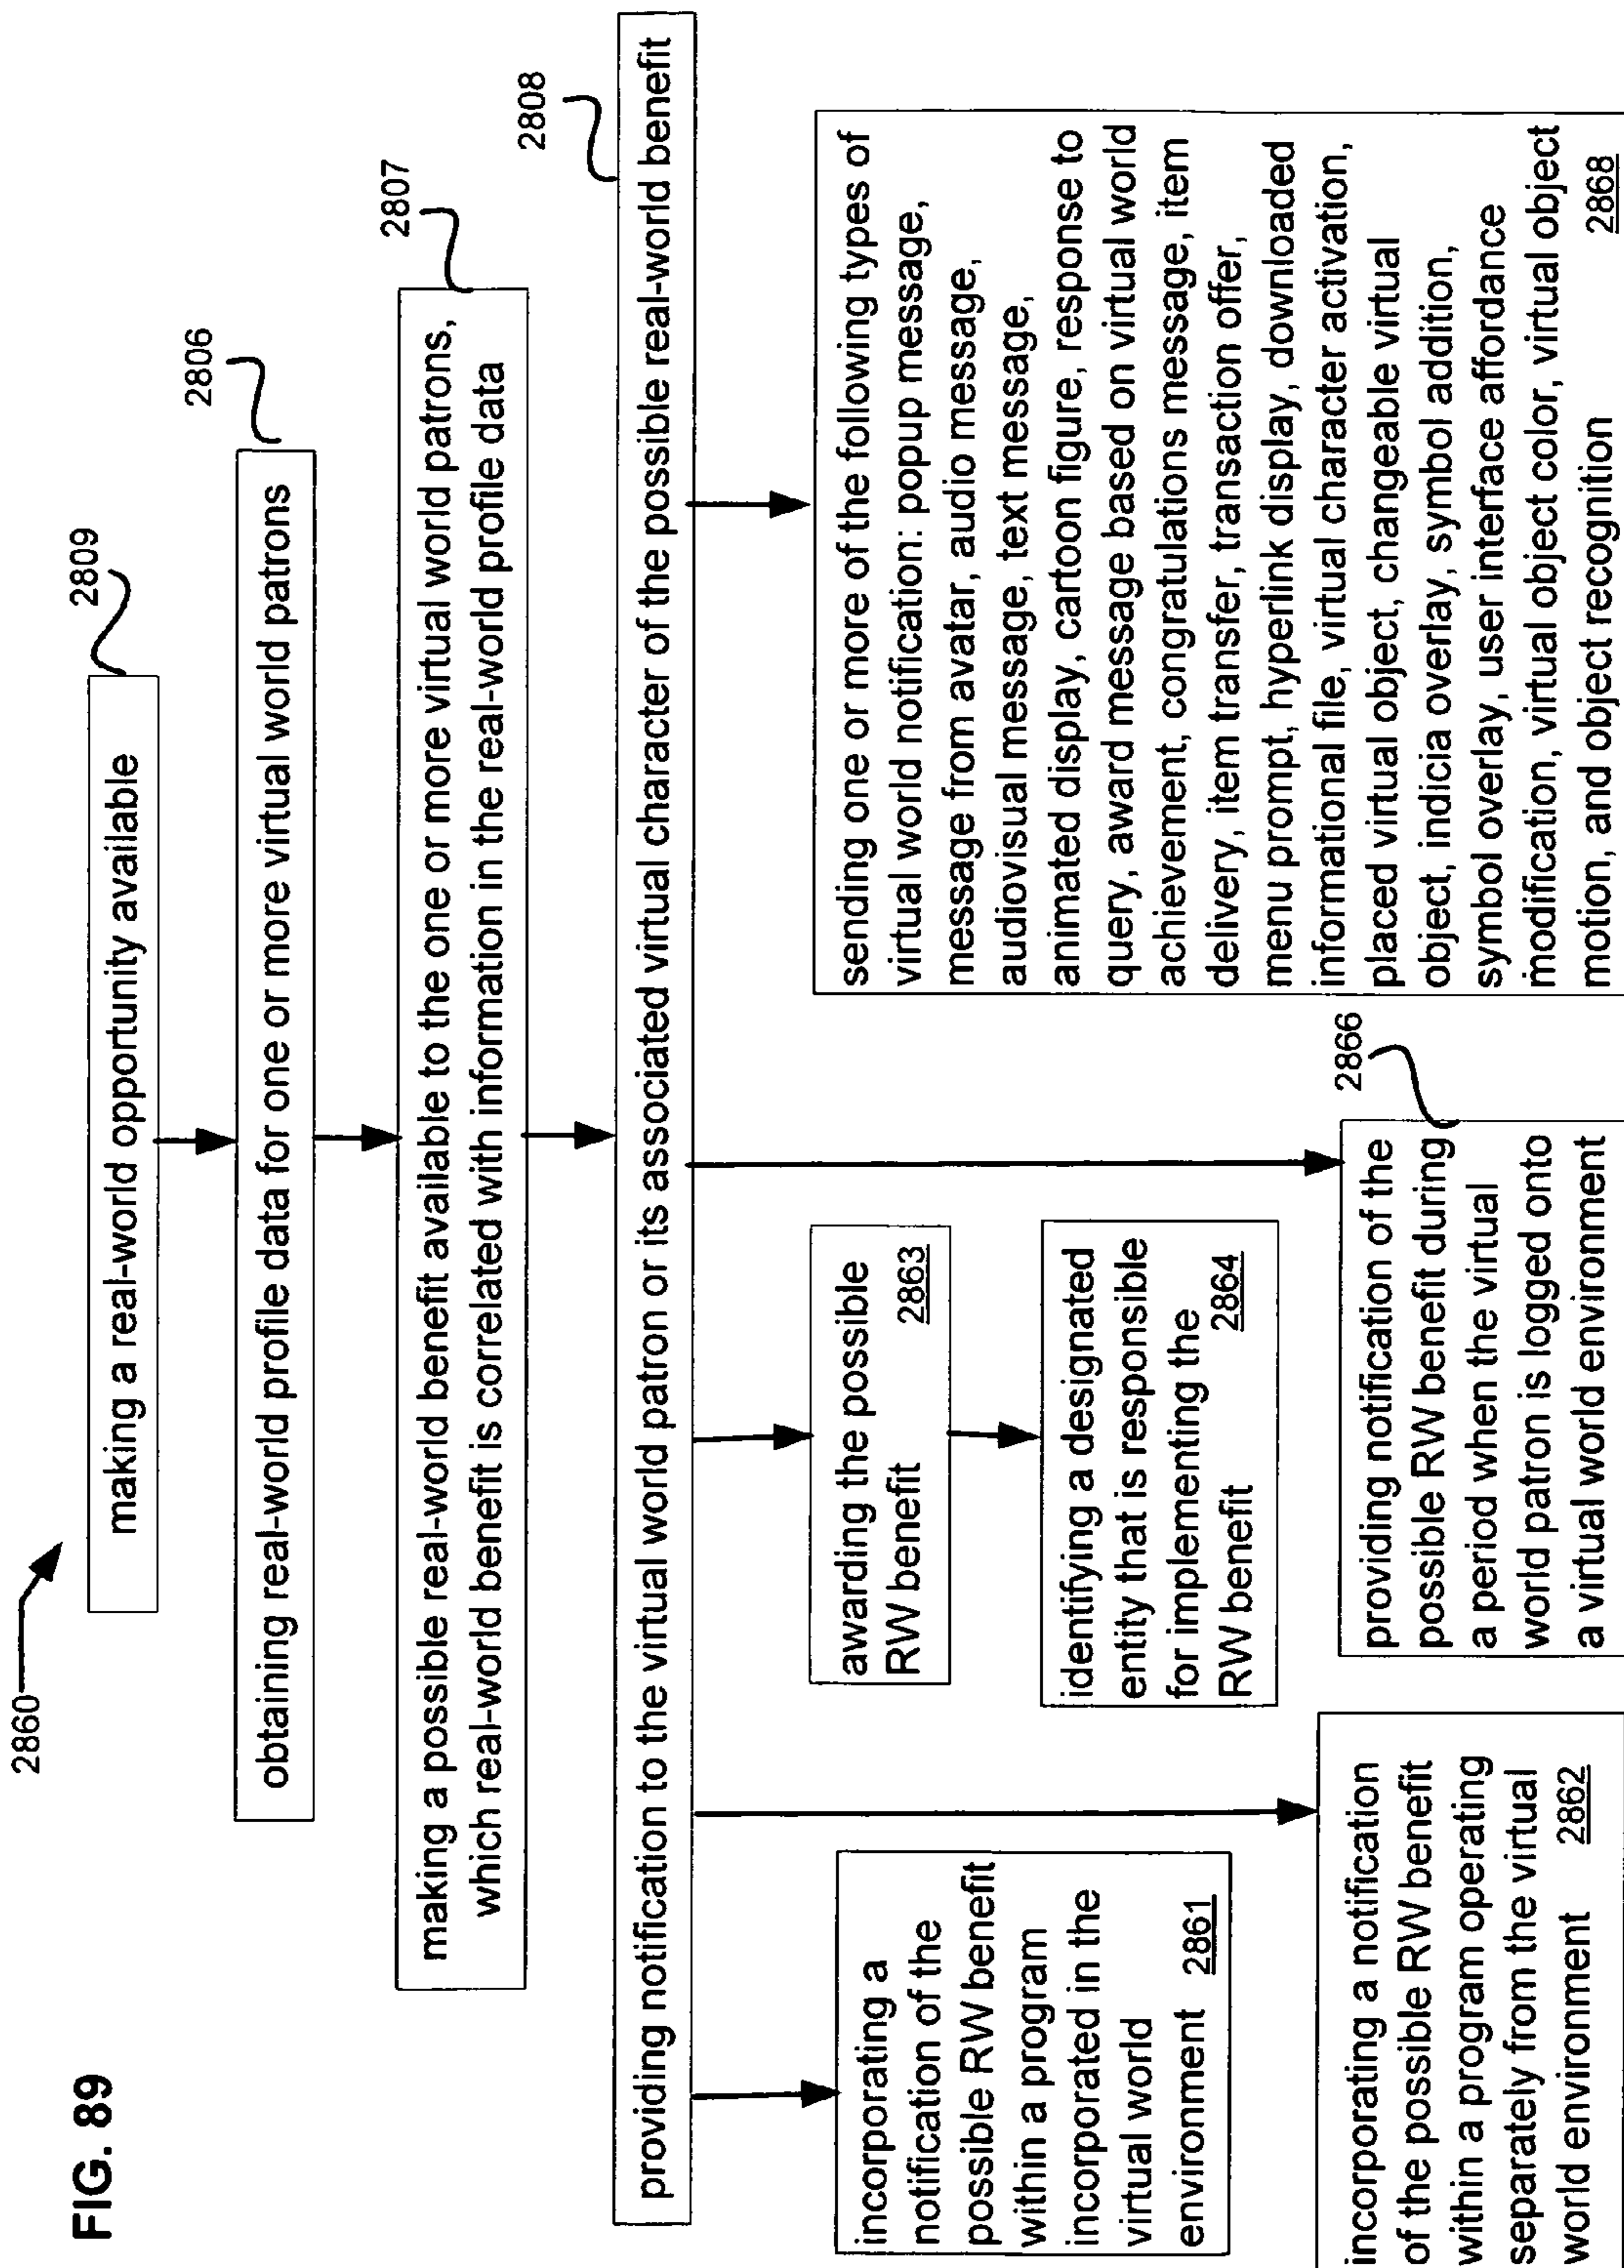 FIG. 89
2860
making a real-world opportunity available
2809
obtaining real-world profile data for one or more virtual world patrons
2806
making a possible real-world benefit available to the one or more virtual world patrons,
which real-world benefit is correlated with information in the real-world profile data
2807
providing notification to the virtual world patron or its associated virtual character of the possible real-world benefit
2808
incorporating a
notification of the
possible RW benefit
within a program
incorporated in the
virtual world
environment 2861
incorporating a notification
of the possible RW benefit
within a program operating
separately from the virtual
world environment 2862
awarding the possible
RW benefit 2863
identifying a designated
entity that is responsible
for implementing the
RW benefit 2864
providing notification of the
possible RW benefit during
a period when the virtual
world patron is logged onto
a virtual world environment
2866
sending one or more of the following types of
virtual world notification: popup message,
message from avatar, audio message,
audiovisual message, text message,
animated display, cartoon figure, response to
query, award message based on virtual world
achievement, congratulations message, item
delivery, item transfer, transaction offer,
menu prompt, hyperlink display, downloaded
informational file, virtual character activation,
placed virtual object, changeable virtual
object, indicia overlay, symbol addition,
symbol overlay, user interface affordance
modification, virtual object color, virtual object
motion, and object recognition 2868